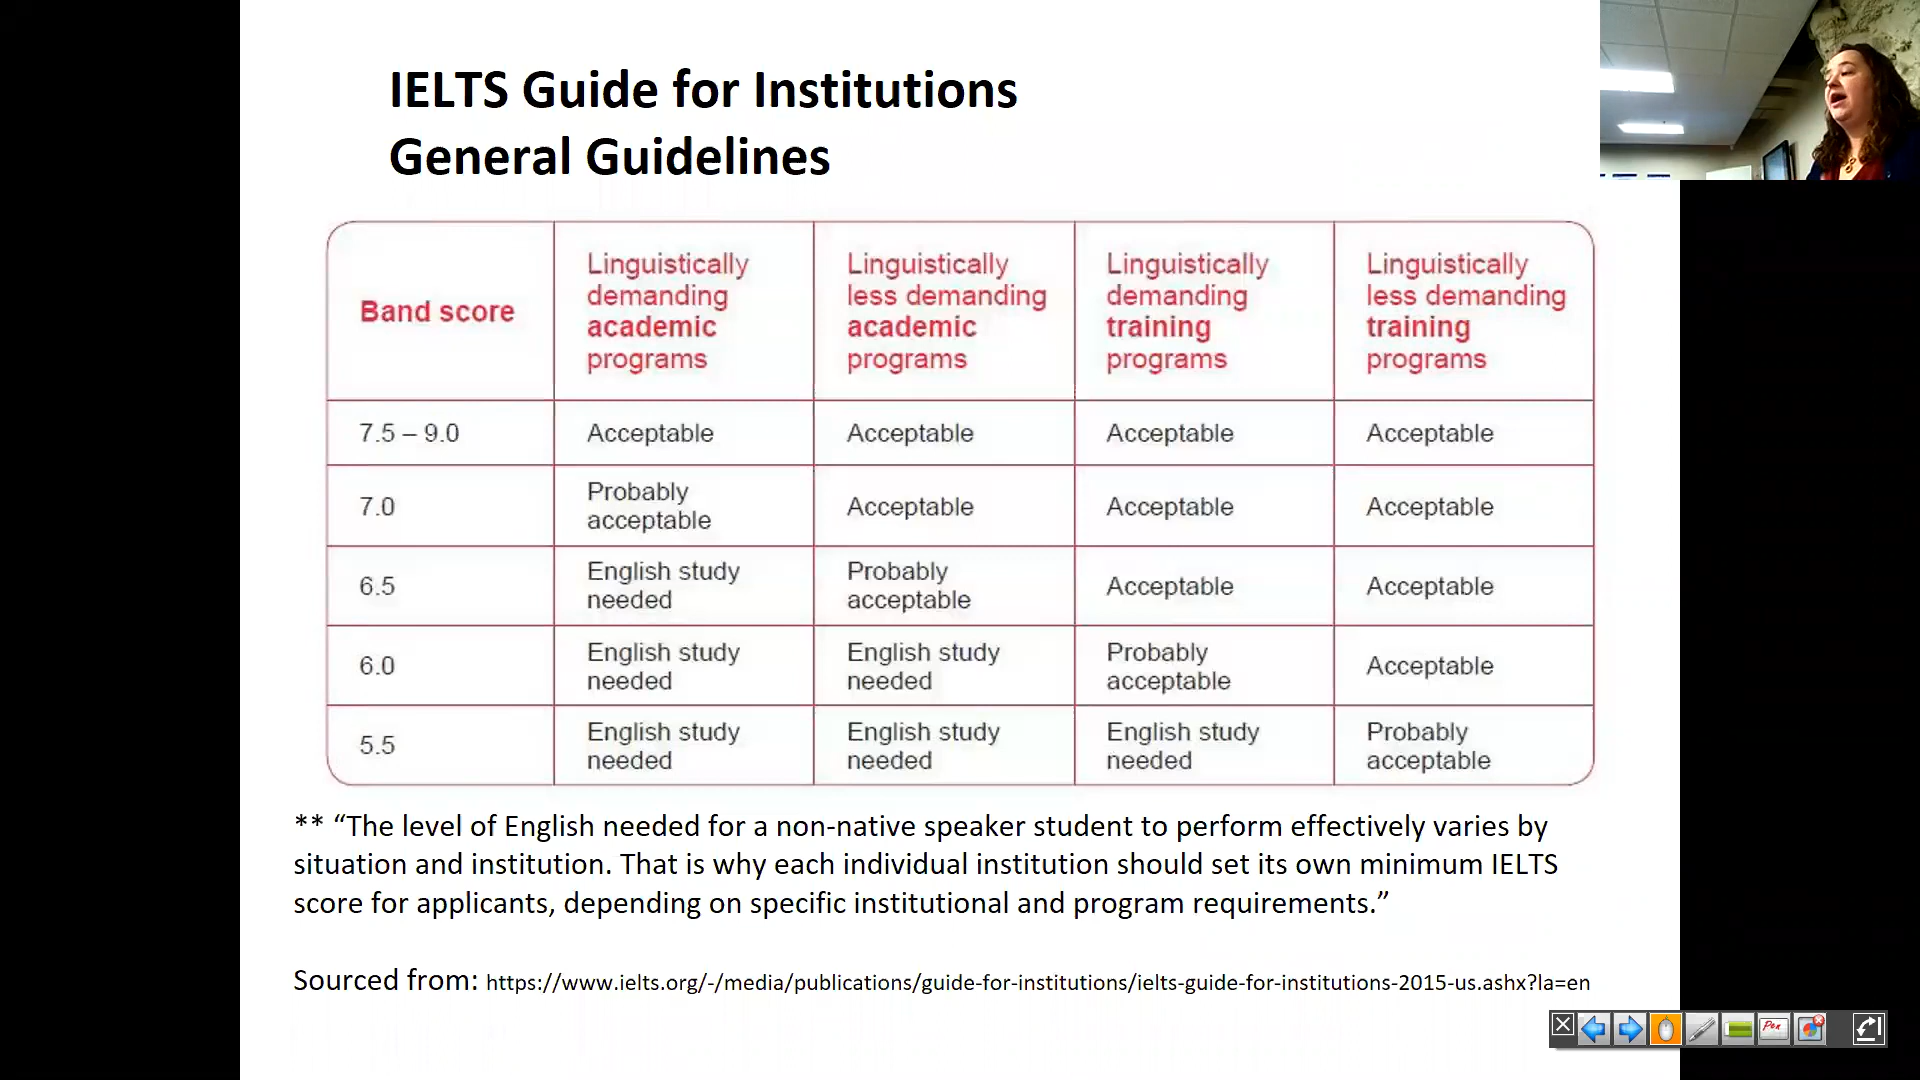 IELTS Guide for Institutions
General Guidelines
Band score
Linguistically
demanding
academic
programs
Linguistically
less demanding
academic
programs
Linguistically
demanding
training
programs
Linguistically
less demanding
training
programs
7.5 – 9.0
Acceptable
Acceptable
Acceptable
Acceptable
7.0
Probably
acceptable
Acceptable
Acceptable
Acceptable
6.5
English study
needed
Probably
acceptable
Acceptable
Acceptable
6.0
English study
needed
English study
needed
Probably
acceptable
Acceptable
5.5
English study
needed
English study
needed
English study
needed
Probably
acceptable
** “The level of English needed for a non-native speaker student to perform effectively varies by
situation and institution. That is why each individual institution should set its own minimum IELTS
score for applicants, depending on specific institutional and program requirements.”
Sourced from: https://www.ielts.org/-/media/publications/guide-for-institutions/ielts-guide-for-institutions-2015-us.ashx?la=en
Pen